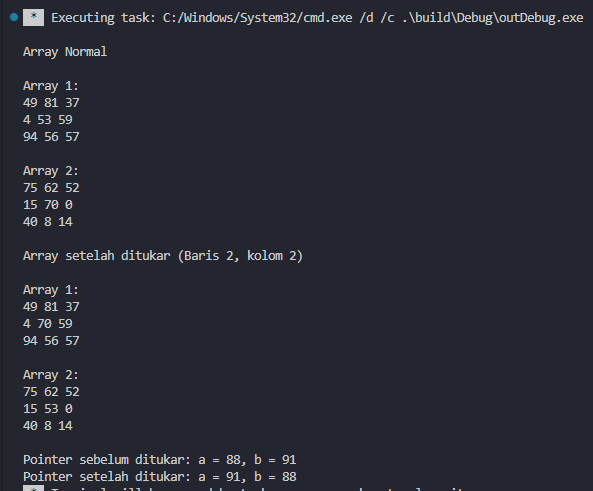 * Executing task: C:/Windows/System32/cmd.exe /d /c .\build\Debug\outDebug.exe
Array Normal
Array 1:
49 81 37
4 53 59
94 56 57
Array 2:
75 62 52
15 70 0
40 8 14
Array setelah ditukar (Baris 2, kolom 2)
Array 1:
49 81 37
4 70 59
94 56 57
Array 2:
75 62 52
15 53 0
40 8 14
Pointer sebelum ditukar: a = 88, b = 91
Pointer setelah ditukar: a = 91, b = 88